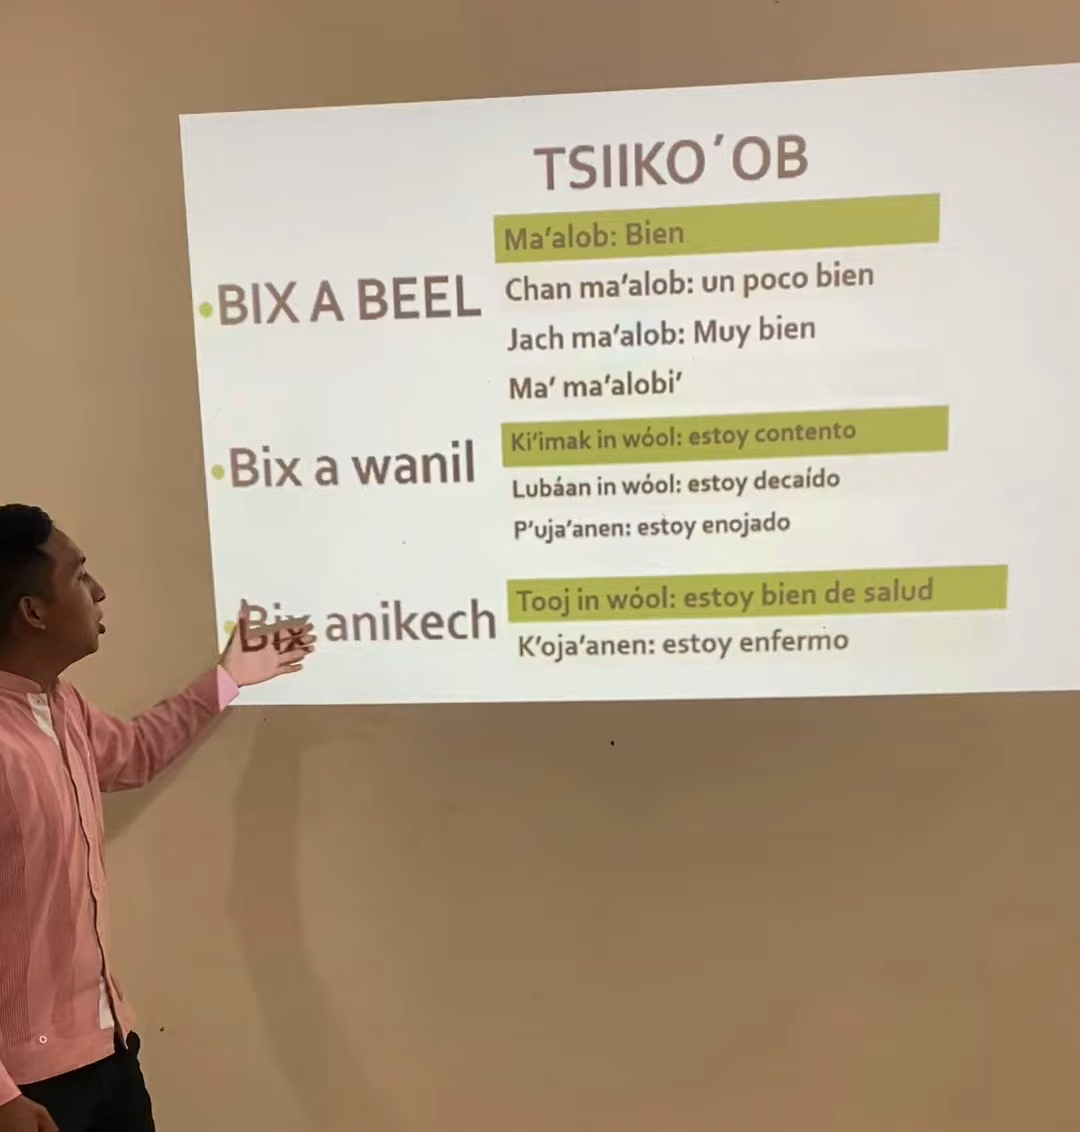 TSIIKO´OB
•BIX A BEEL
Ma'alob: Bien
Chan ma'alob: un poco bien
Jach ma'alob: Muy bien
Ma' ma'alobi'
•Bix a wanil
Ki'imak in wóol: estoy contento
Lubáan in wóol: estoy decaído
P'uja'anen: estoy enojado
•Bix anikech
Tooj in wóol: estoy bien de salud
K'oja'anen: estoy enfermo